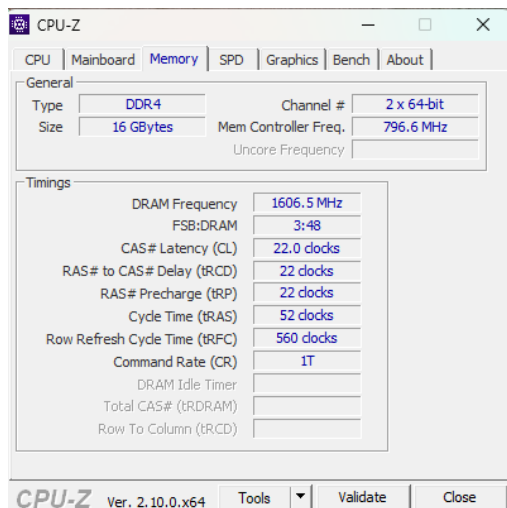 CPU-Z
CPU Mainboard Memory SPD Graphics Bench About
General
Type DDR4 Channel # 2 x 64-bit
Size 16 GBytes Mem Controller Freq. 796.6 MHz
Uncore Frequency
Timings
DRAM Frequency 1606.5 MHz
FSB:DRAM 3:48
CAS# Latency (CL) 22.0 clocks
RAS# to CAS# Delay (tRCD) 22 clocks
RAS# Precharge (tRP) 22 clocks
Cycle Time (tRAS) 52 clocks
Row Refresh Cycle Time (tRFC) 560 clocks
Command Rate (CR) 1T
DRAM Idle Timer
Total CAS# (tRDRAM)
Row To Column (tRCD)
CPU-Z Ver. 2.10.0.x64 Tools Validate Close